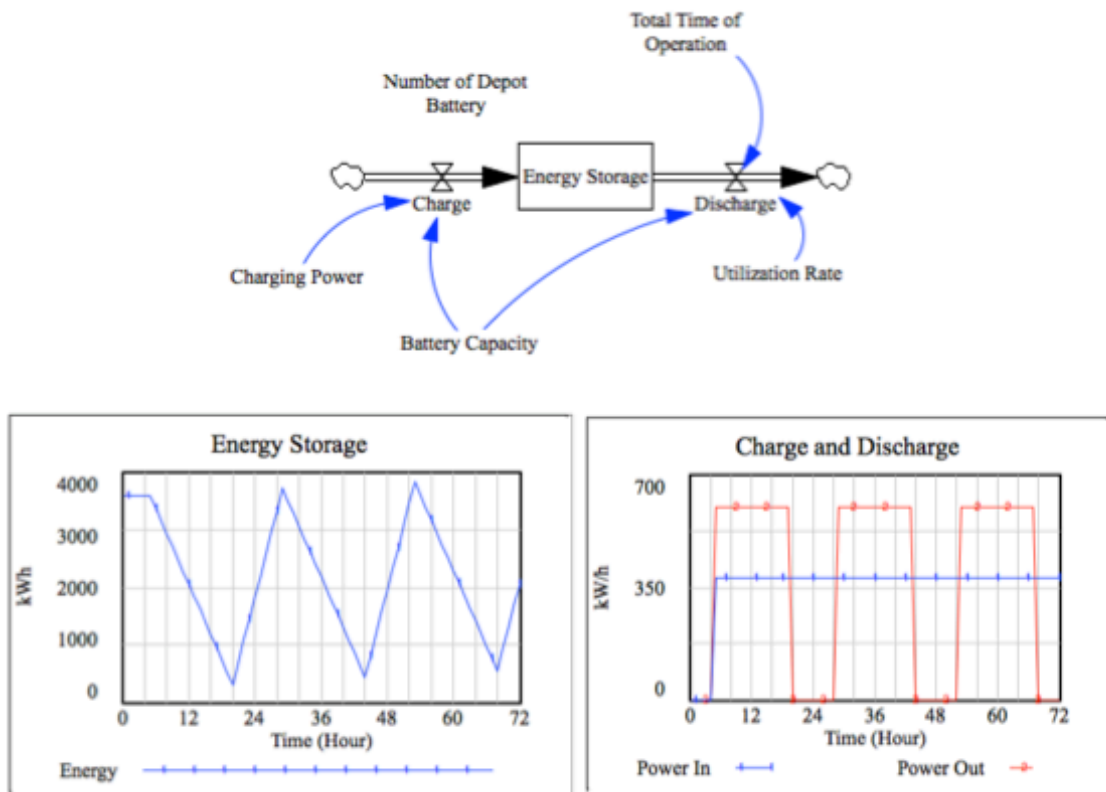 Total Time of
Operation
Number of Depot
Battery
Energy Storage
Charge
Discharge
Charging Power
Utilization Rate
Battery Capacity
Energy Storage
4000
3000
2000
1000
0
kWh
0 12 24 36 48 60 72
Time (Hour)
Energy
Charge and Discharge
700
350
0
kW/h
0 12 24 36 48 60 72
Time (Hour)
Power In
Power Out